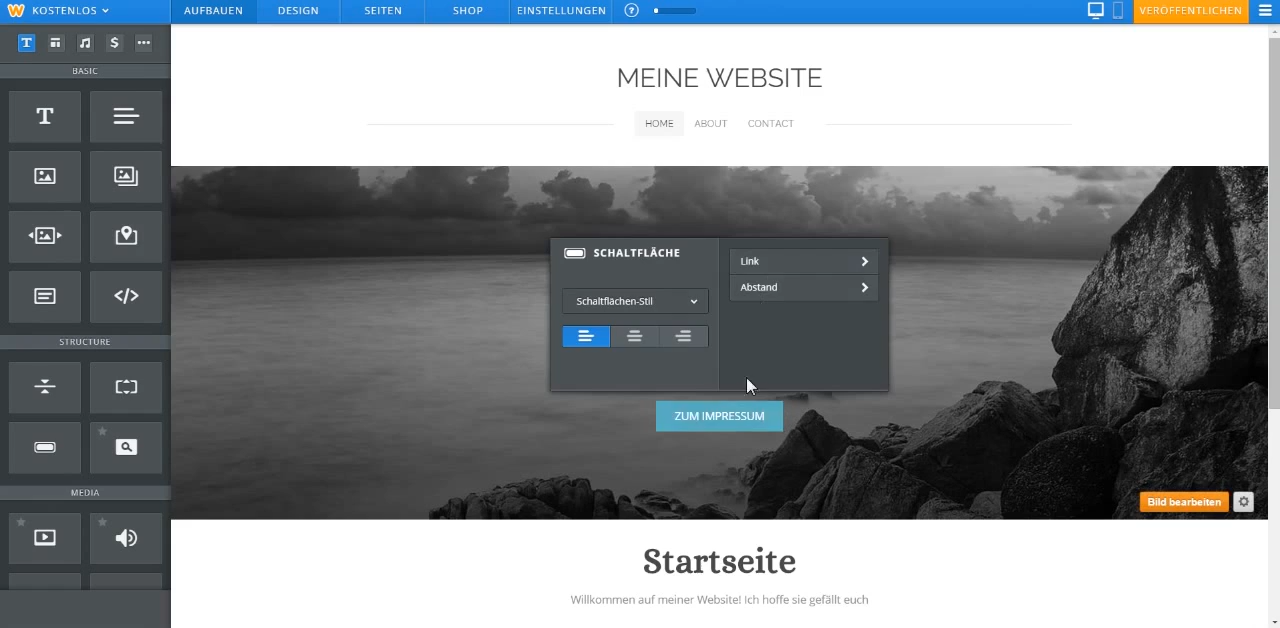 KOSTENLOS
AUFBAUEN
DESIGN
SEITEN
SHOP
EINSTELLUNGEN
?
VERÖFFENTLICHEN
T
$
BASIC
T
</>
STRUCTURE
MEDIA
MEINE WEBSITE
HOME
ABOUT
CONTACT
SCHALTFLÄCHE
Schaltflächen-Stil
Link
Abstand
ZUM IMPRESSUM
Bild bearbeiten
Startseite
Willkommen auf meiner Website! Ich hoffe sie gefällt euch